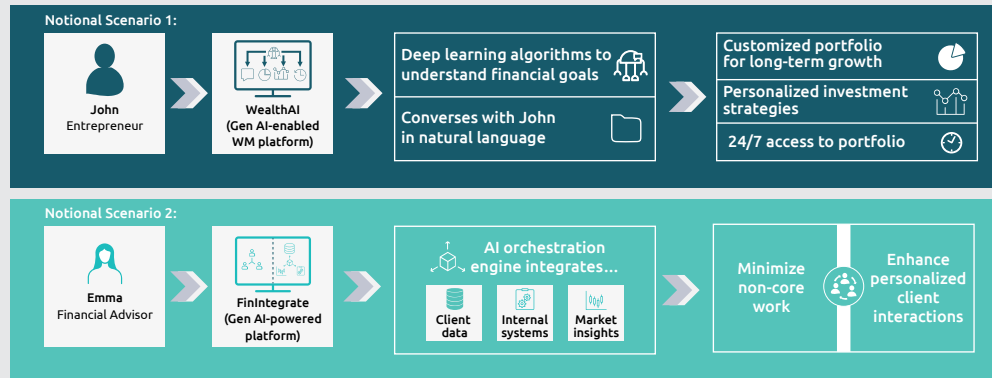 Notional Scenario 1:
John
Entrepreneur
WealthAI
(Gen AI-enabled
WM platform)
Deep learning algorithms to
understand financial goals
Converses with John
in natural language
Customized portfolio
for long-term growth
Personalized investment
strategies
24/7 access to portfolio
Notional Scenario 2:
Emma
Financial Advisor
FinIntegrate
(Gen AI-powered
platform)
AI orchestration
engine integrates...
Client
data
Internal
systems
Market
insights
Minimize
non-core
work
Enhance
personalized
client
interactions